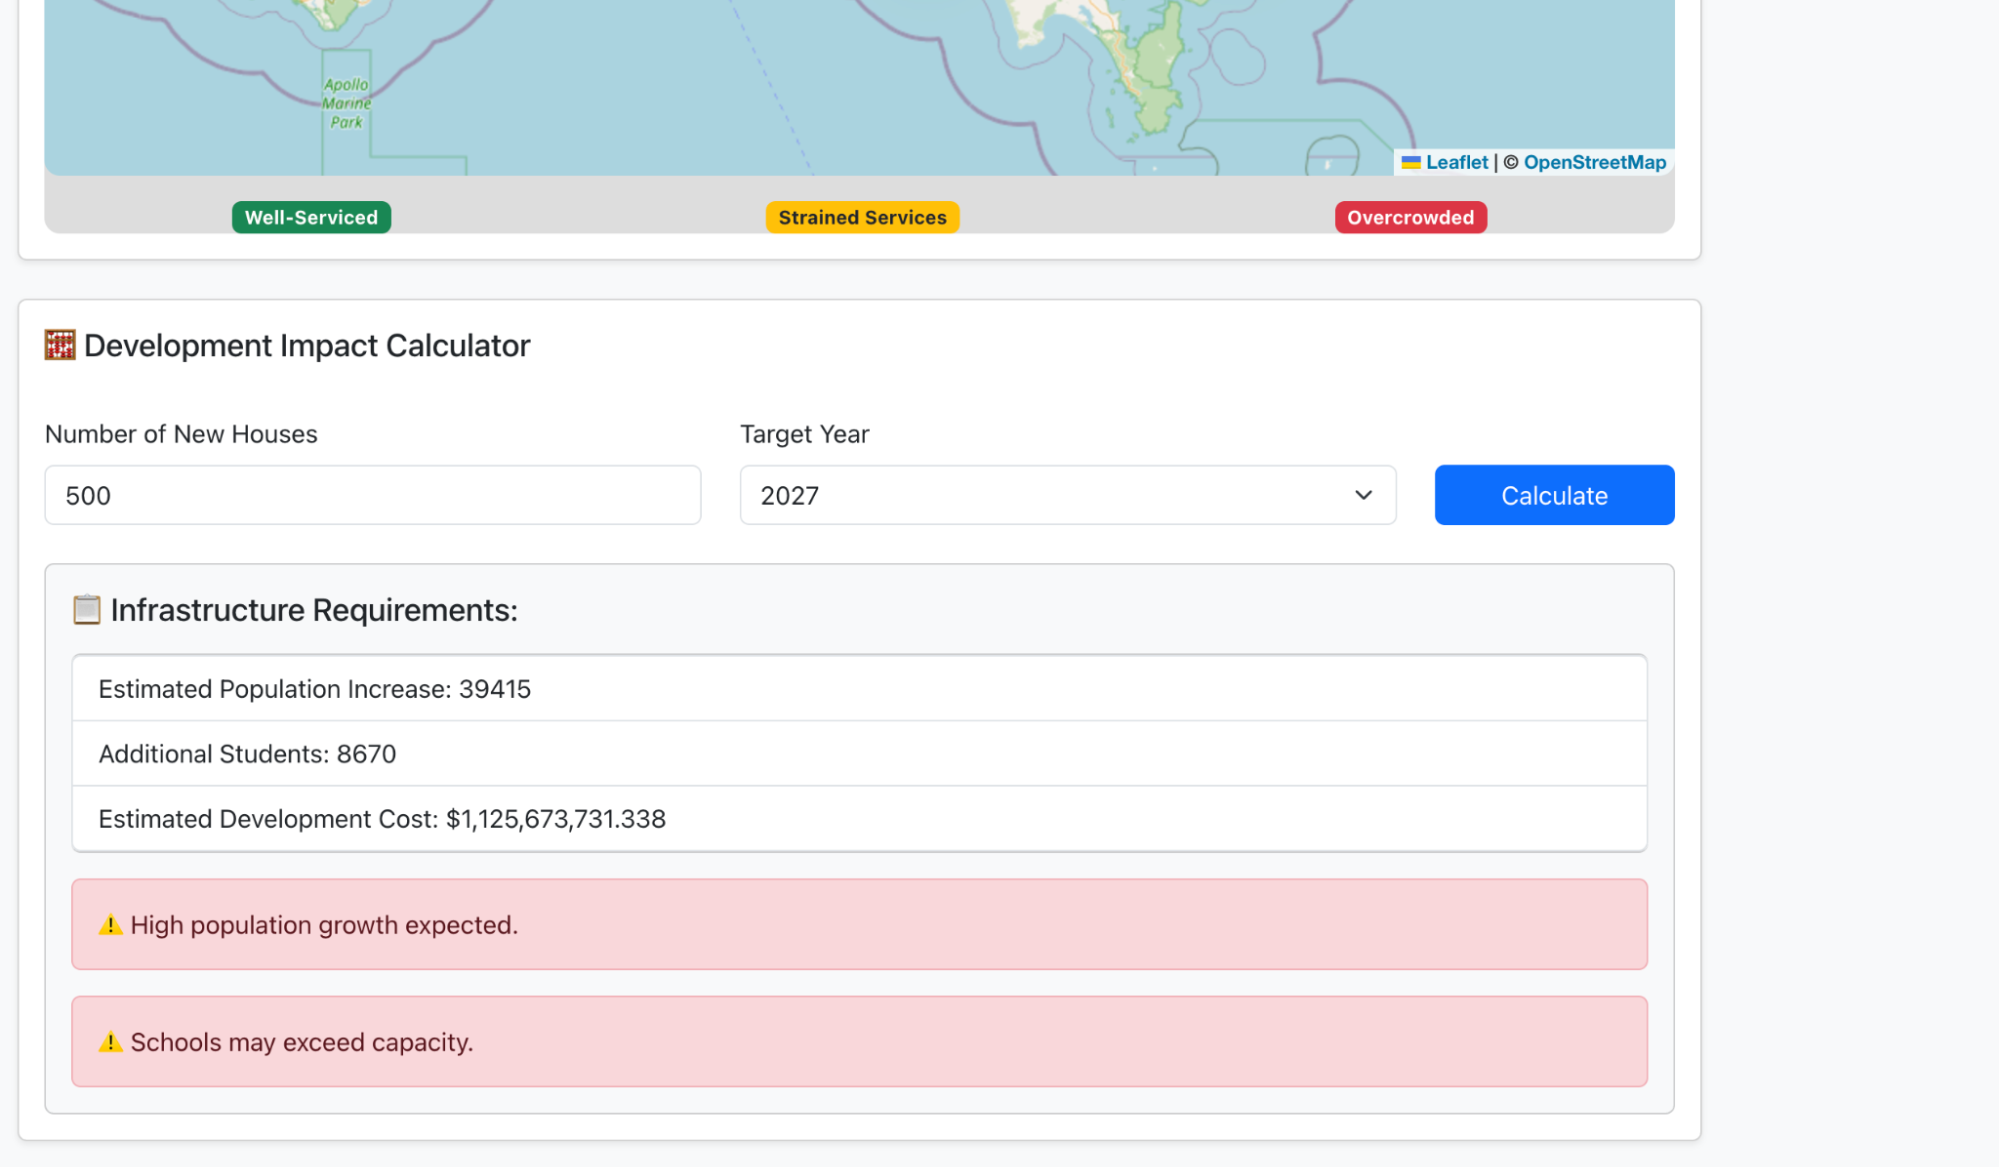 Apollo
Marine
Park
Leaflet | © OpenStreetMap
Well-Serviced
Strained Services
Overcrowded
Development Impact Calculator
Number of New Houses
Target Year
500
2027
Calculate
Infrastructure Requirements:
Estimated Population Increase: 39415
Additional Students: 8670
Estimated Development Cost: $1,125,673,731.338
High population growth expected.
Schools may exceed capacity.